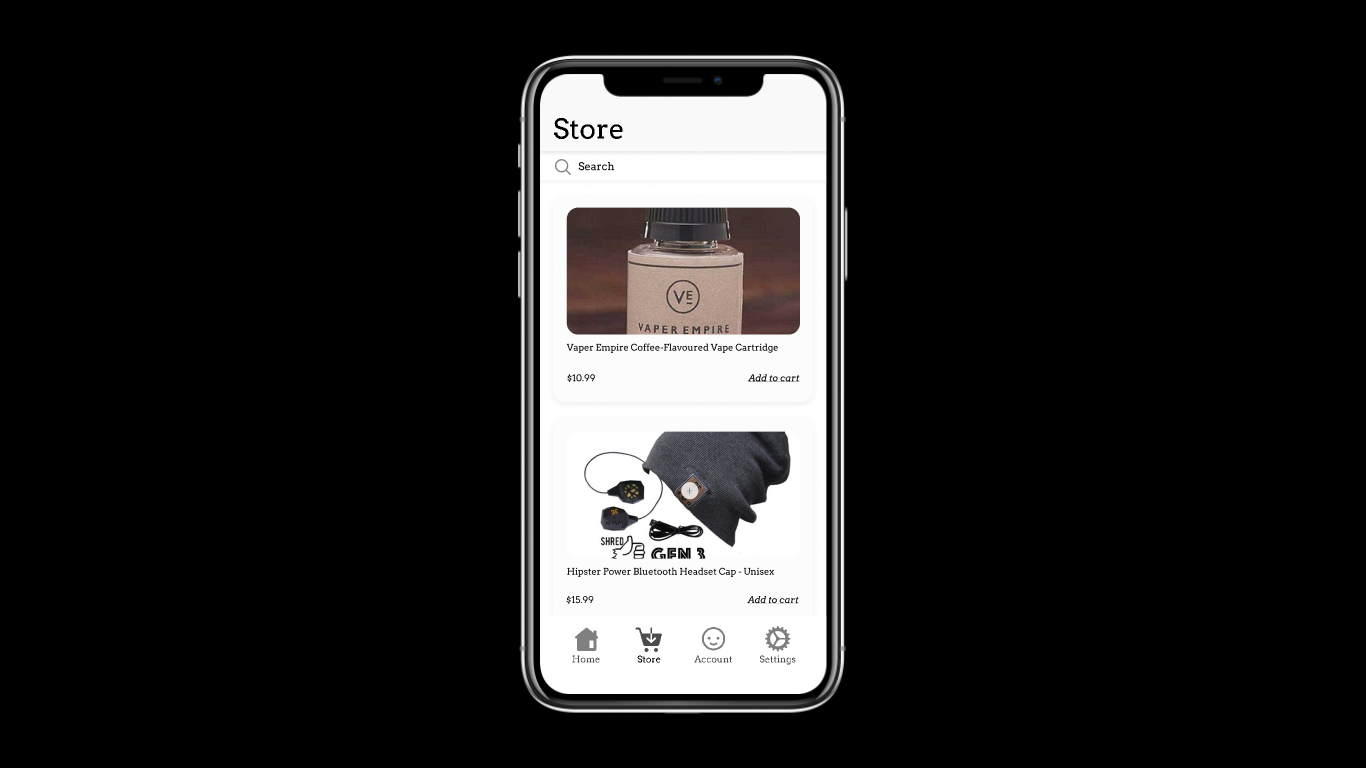 Store
Search
VE
VAPER EMPIRE
Vaper Empire Coffee-Flavoured Vape Cartridge
$10.99 Add to cart
SHRED
GEN 3
Hipster Power Bluetooth Headset Cap - Unisex
$15.99 Add to cart
Home Store Account Settings